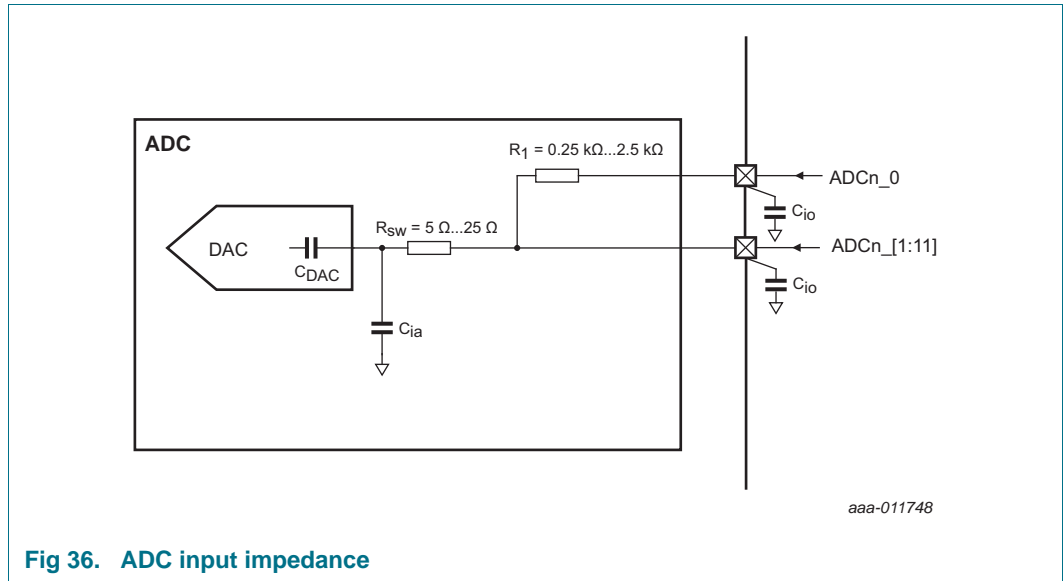 ADC
R1 = 0.25 kΩ...2.5 kΩ
ADCn_0
Cio
Rsw = 5 Ω...25 Ω
DAC
CDAC
ADCn_[1:11]
Cio
Cia
aaa-011748
Fig 36. ADC input impedance